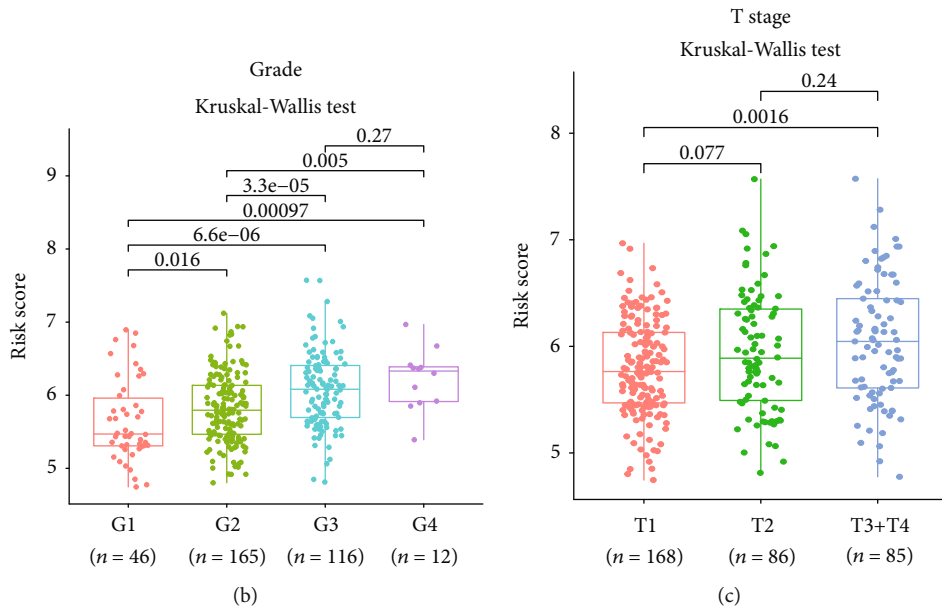 Grade
Kruskal-Wallis test
0.27
0.005
3.3e−05
0.00097
6.6e−06
0.016
Risk score
9
8
7
6
5
G1
G2
G3
G4
(n = 46)
(n = 165)
(n = 116)
(n = 12)
(b)
T stage
Kruskal-Wallis test
0.24
0.0016
0.077
Risk score
8
7
6
5
T1
T2
T3+T4
(n = 168)
(n = 86)
(n = 85)
(c)